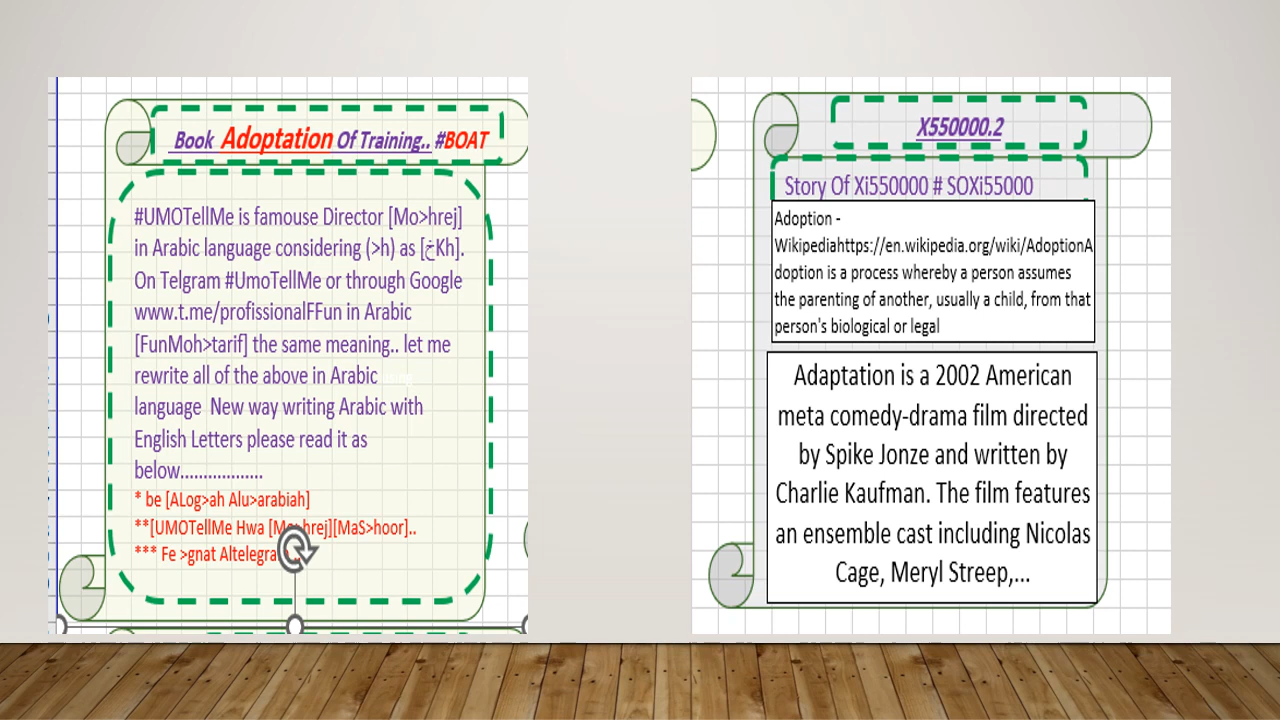 Book Adoptation Of Training.. #BOAT
#UMOTellMe is famouse Director [Mo>hrej]
in Arabic language considering (>h) as [خKh].
On Telgram #UmoTellMe or through Google
www.t.me/profissionalFFun in Arabic
[FunMoh>tarif] the same meaning.. let me
rewrite all of the above in Arabic
language New way writing Arabic with
English Letters please read it as
below..................
* be [ALog>ah Alu>arabiah]
**[UMOTellMe Hwa [Mo>hrej][MaS>hoor]..
*** Fe >gnat
X550000.2
Story Of Xi550000 # SOXi55000
Adoption -
Wikipediahttps://en.wikipedia.org/wiki/AdoptionA
doption is a process whereby a person assumes
the parenting of another, usually a child, from that
person's biological or legal
Adaptation is a 2002 American
meta comedy-drama film directed
by Spike Jonze and written by
Charlie Kaufman. The film features
an ensemble cast including Nicolas
Cage, Meryl Streep,...